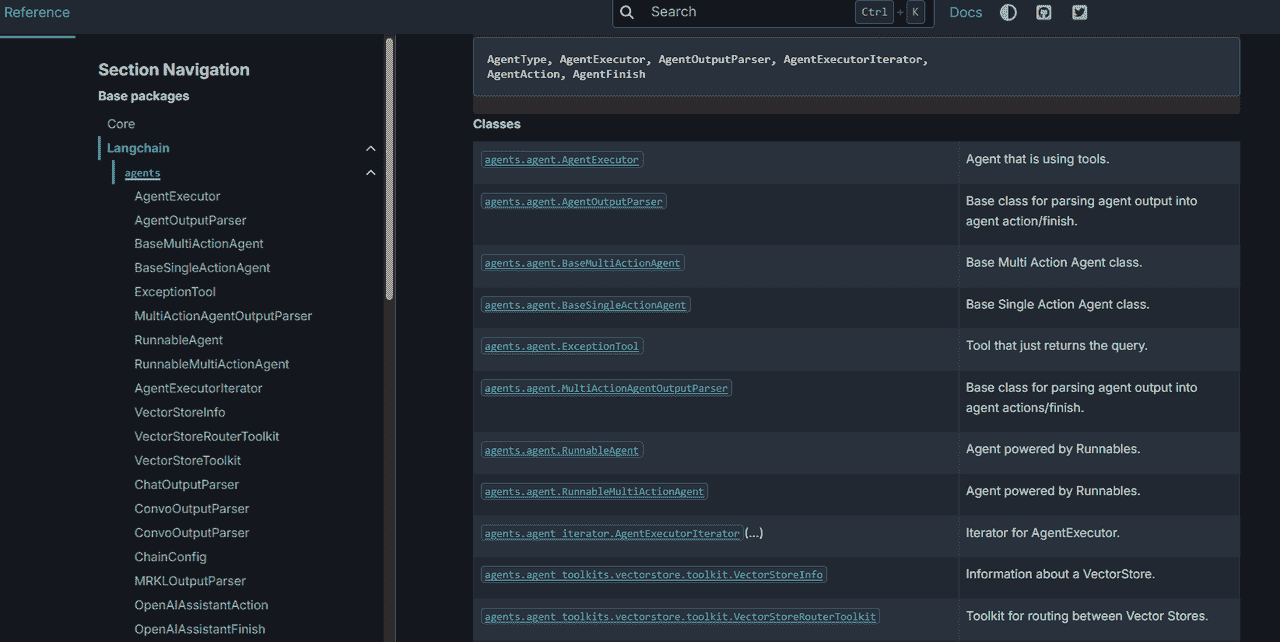 Reference
Search
Ctrl + K
Docs
Section Navigation
Base packages
Core
Langchain
agents
AgentExecutor
AgentOutputParser
BaseMultiActionAgent
BaseSingleActionAgent
ExceptionTool
MultiActionAgentOutputParser
RunnableAgent
RunnableMultiActionAgent
AgentExecutorIterator
VectorStoreInfo
VectorStoreRouterToolkit
VectorStoreToolkit
ChatOutputParser
ConvoOutputParser
ConvoOutputParser
ChainConfig
MRKLOutputParser
OpenAIAssistantAction
OpenAIAssistantFinish
AgentType, AgentExecutor, AgentOutputParser, AgentExecutorIterator,
AgentAction, AgentFinish
Classes
agents.agent.AgentExecutor
Agent that is using tools.
agents.agent.AgentOutputParser
Base class for parsing agent output into
agent action/finish.
agents.agent.BaseMultiActionAgent
Base Multi Action Agent class.
agents.agent.BaseSingleActionAgent
Base Single Action Agent class.
agents.agent.ExceptionTool
Tool that just returns the query.
agents.agent.MultiActionAgentOutputParser
Base class for parsing agent output into
agent actions/finish.
agents.agent.RunnableAgent
Agent powered by Runnables.
agents.agent.RunnableMultiActionAgent
Agent powered by Runnables.
agents.agent_iterator.AgentExecutorIterator(...)
Iterator for AgentExecutor.
agents.agent_toolkits.vectorstore.toolkit.VectorStoreInfo
Information about a VectorStore.
agents.agent_toolkits.vectorstore.toolkit.VectorStoreRouterToolkit
Toolkit for routing between Vector Stores.